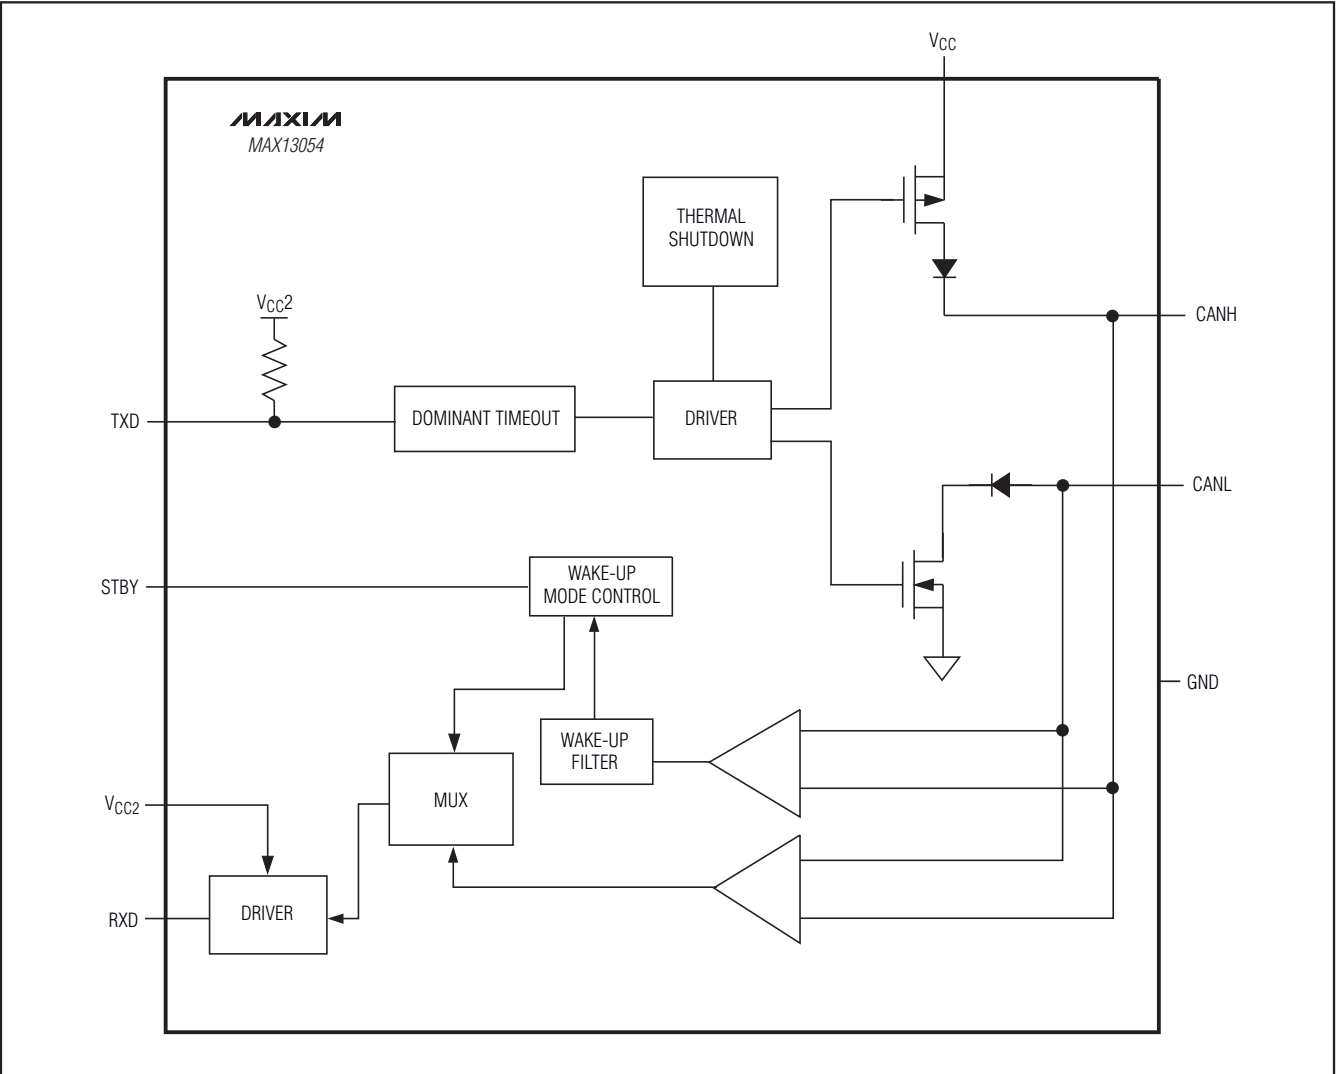 VCC
MAXIM
MAX13054
THERMAL
SHUTDOWN
VCC2
CANH
TXD
DOMINANT TIMEOUT
DRIVER
CANL
STBY
WAKE-UP
MODE CONTROL
GND
WAKE-UP
FILTER
MUX
VCC2
RXD
DRIVER